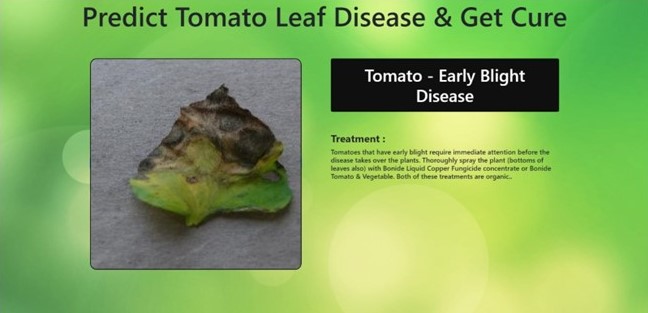 Predict Tomato Leaf Disease & Get Cure
Tomato - Early Blight
Disease
Treatment :
Tomatoes that have early blight require immediate attention before the
disease takes over the plants. Thoroughly spray the plant (bottoms of
leaves also) with Bonide Liquid Copper Fungicide concentrate or Bonide
Tomato & Vegetable. Both of these treatments are organic..